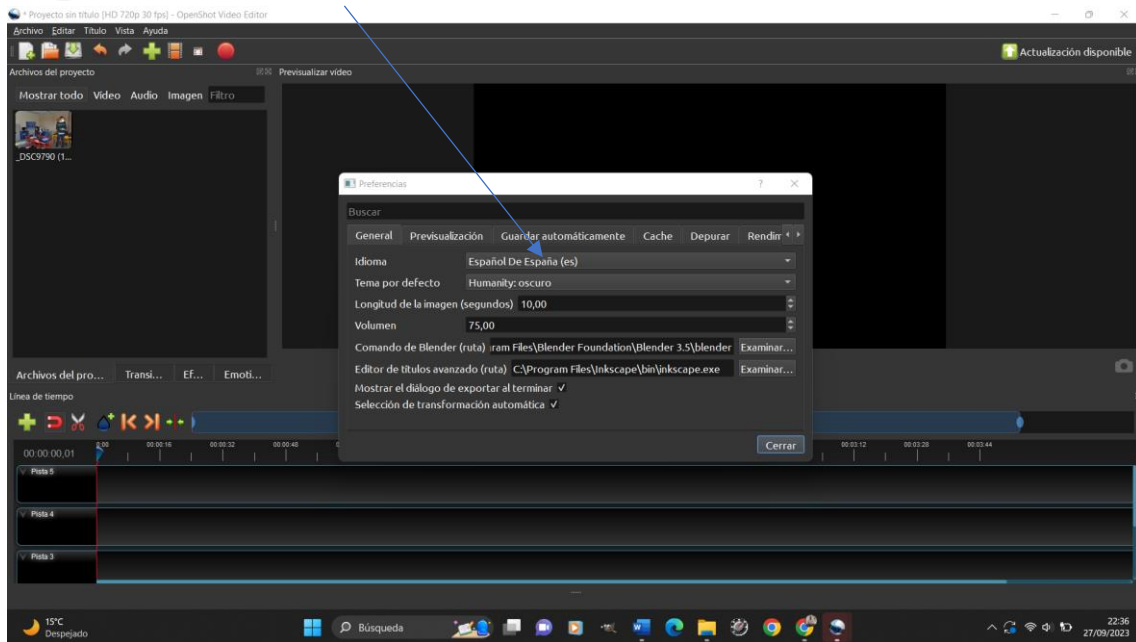 * Proyecto sin título [HD 720p 30 fps] - OpenShot Video Editor
Archivo Editar Título Vista Ayuda
Actualización disponible
Archivos del proyecto
Previsualizar vídeo
Mostrar todo Vídeo Audio Imagen Filtro
_DSC9790 (1...
Preferencias
Buscar
General Previsualización Guardar automáticamente Cache Depurar Rendim
Idioma Español De España (es)
Tema por defecto Humanity: oscuro
Longitud de la imagen (segundos) 10,00
Volumen 75,00
Comando de Blender (ruta) ram Files\Blender Foundation\Blender 3.5\blender Examinar...
Editor de títulos avanzado (ruta) C:\Program Files\Inkscape\bin\inkscape.exe Examinar...
Mostrar el diálogo de exportar al terminar
Selección de transformación automática
Cerrar
Archivos del pro... Transi... Ef... Emoti...
Línea de tiempo
00:00:00,01 0:00 00:00:16 00:00:32 00:00:48 00:03:12 00:03:28 00:03:44
Pista 5
Pista 4
Pista 3
15°C
Despejado
Búsqueda
22:36
27/09/2023